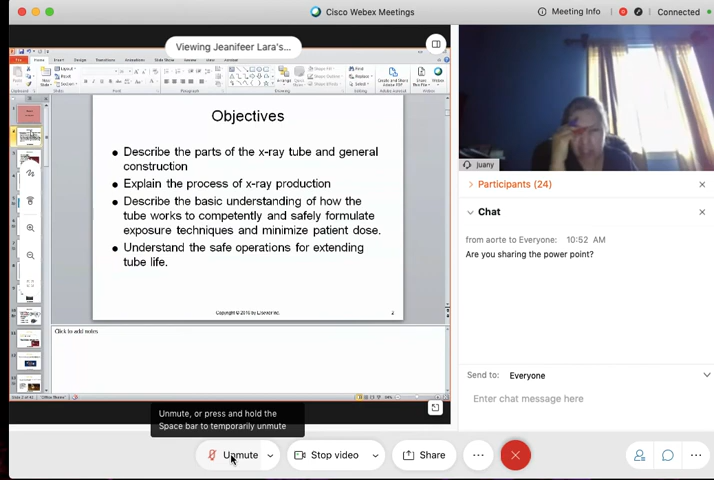 Cisco Webex Meetings
Meeting Info
Connected
Viewing Jeanifeer Lara's...
Objectives
● Describe the parts of the x-ray tube and general
construction
● Explain the process of x-ray production
● Describe the basic understanding of how the
tube works to competently and safely formulate
exposure techniques and minimize patient dose.
● Understand the safe operations for extending
tube life.
2
Click to add notes
juany
Participants (24)
Chat
from aorte to Everyone: 10:52 AM
Are you sharing the power point?
Send to: Everyone
Enter chat message here
Unmute, or press and hold the
Space bar to temporarily unmute
Unmute
Stop video
Share